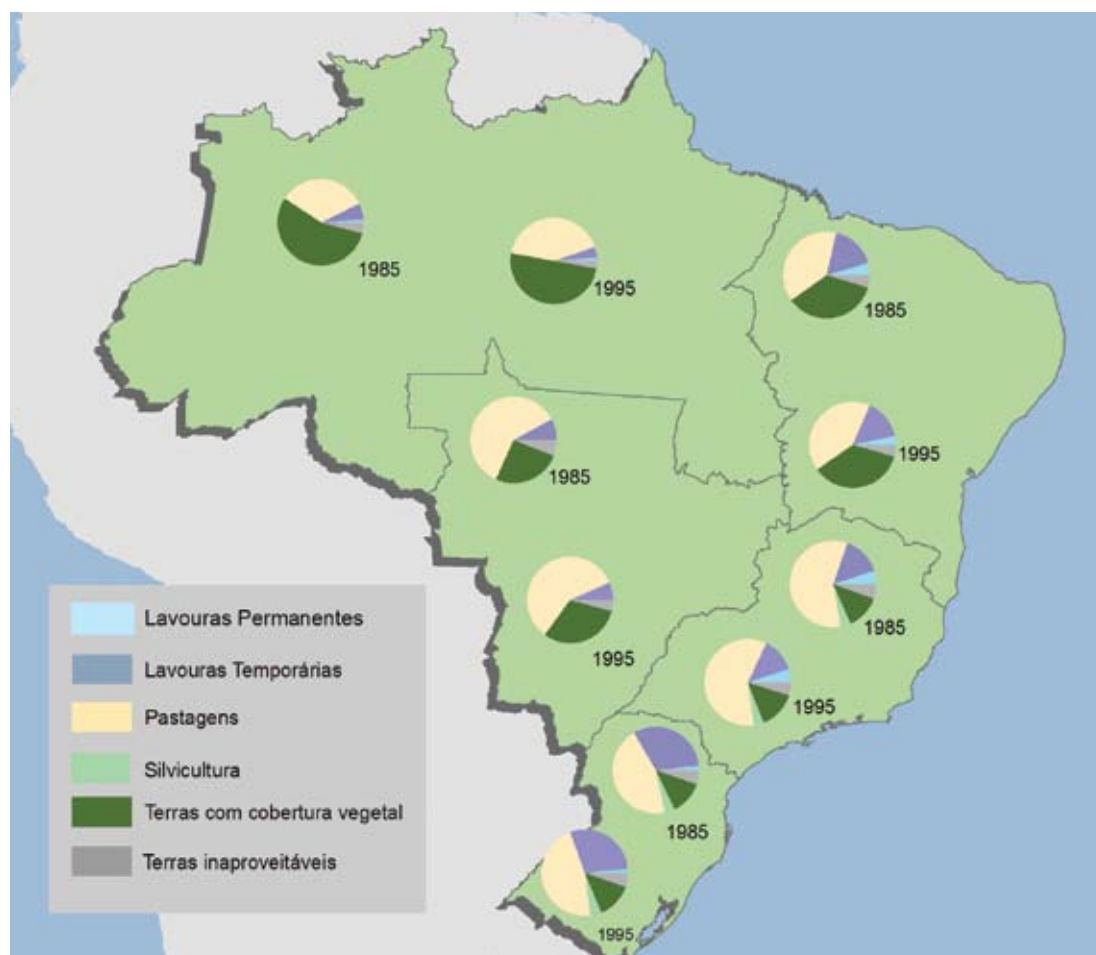 1985
1995
1985
1985
1995
1995
1985
1995
1985
1995
Lavouras Permanentes
Lavouras Temporárias
Pastagens
Silvicultura
Terras com cobertura vegetal
Terras inaproveitáveis